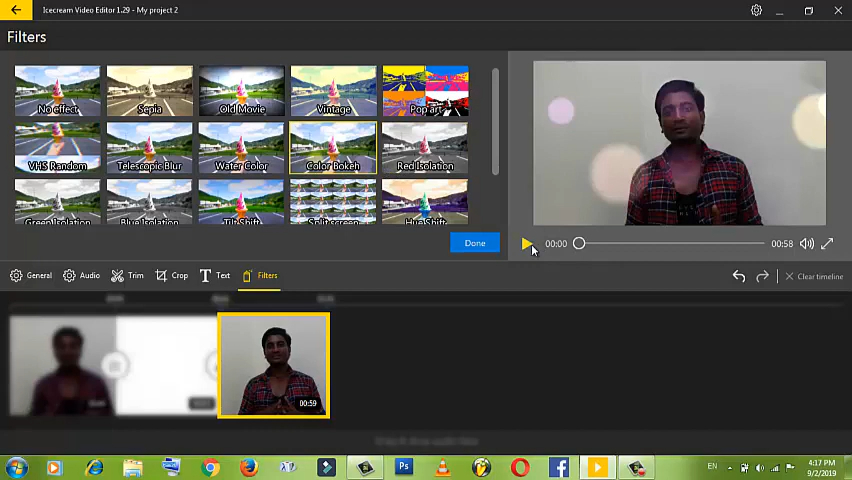 Icecream Video Editor 1.29 - My project 2
Filters
No effect
Sepia
Old Movie
Vintage
Pop art
VHS Random
Telescopic Blur
Water Color
Color Bokeh
Red Isolation
Green Isolation
Blue Isolation
Tilt Shift
Split screen
Hue Shift
Done
00:00
00:58
General
Audio
Trim
Crop
Text
Filters
Clear timeline
00:59
EN
4:17 PM
9/2/2019